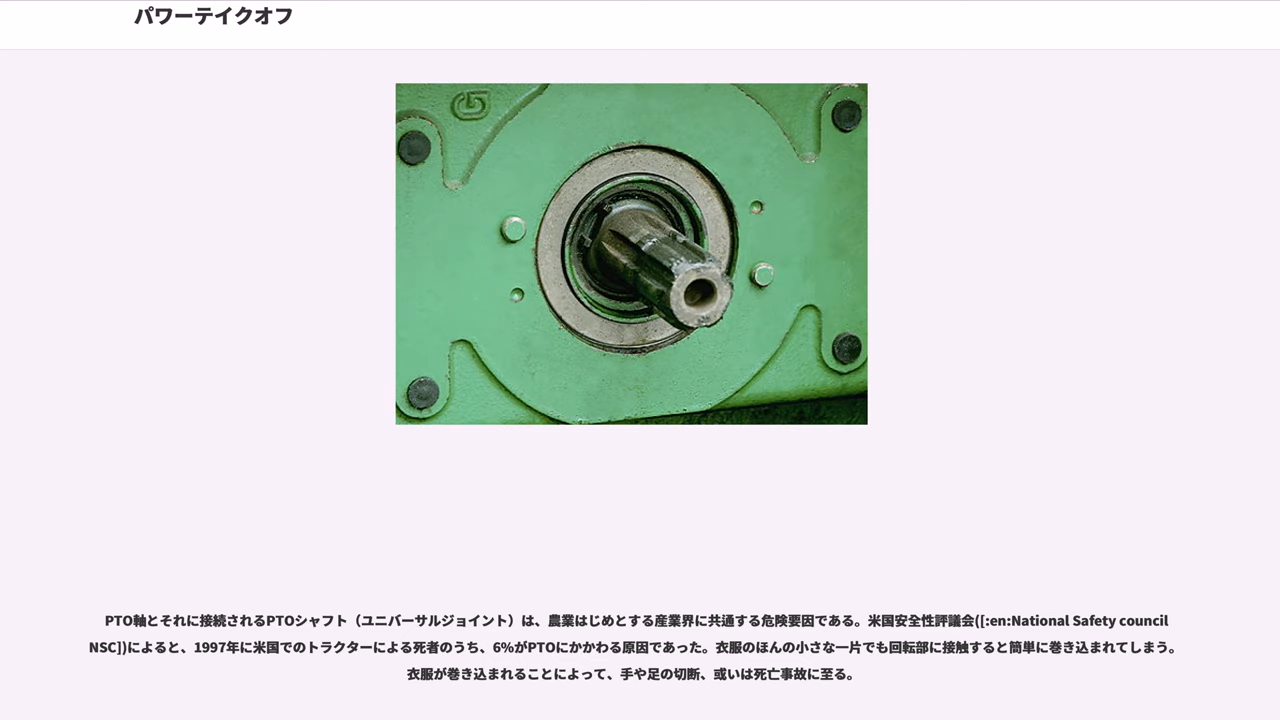 パワーテイクオフ
G
PTO軸とそれに接続されるPTOシャフト（ユニバーサルジョイント）は、農業はじめとする産業界に共通する危険要因である。米国安全性評議会([:en:National Safety council
NSC])によると、1997年に米国でのトラクターによる死者のうち、6%がPTOにかかわる原因であった。衣服のほんの小さな一片でも回転部に接触すると簡単に巻き込まれてしまう。
衣服が巻き込まれることによって、手や足の切断、或いは死亡事故に至る。